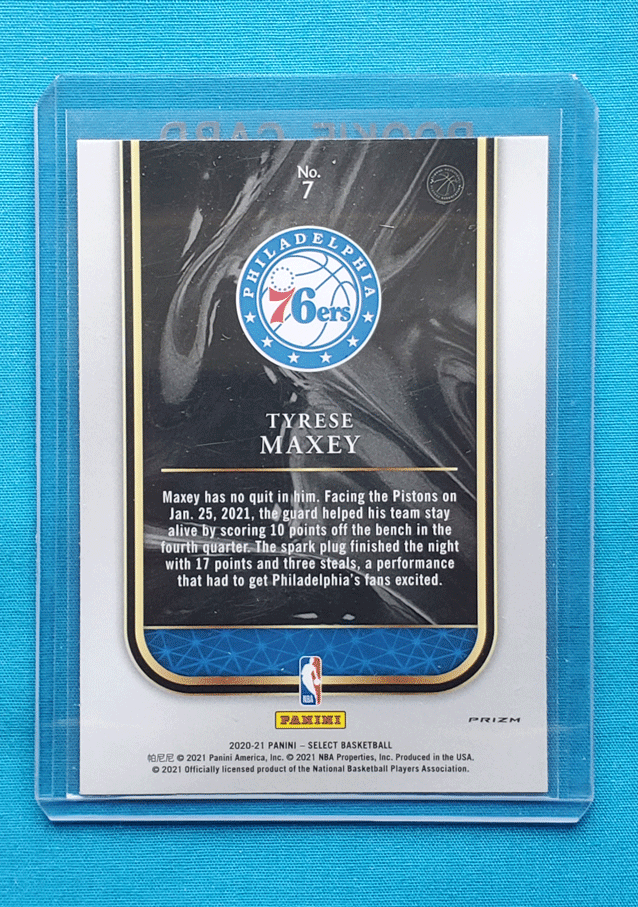 ROOKIE CARD
No.
7
PHILADELPHIA
76ers
TYRESE
MAXEY
Maxey has no quit in him. Facing the Pistons on
Jan. 25, 2021, the guard helped his team stay
alive by scoring 10 points off the bench in the
fourth quarter. The spark plug finished the night
with 17 points and three steals, a performance
that had to get Philadelphia's fans excited.
NBA
PANINI
PRIZM
2020-21 PANINI – SELECT BASKETBALL
帕尼尼 © 2021 Panini America, Inc. © 2021 NBA Properties, Inc. Produced in the USA.
© 2021 Officially licensed product of the National Basketball Players Association.